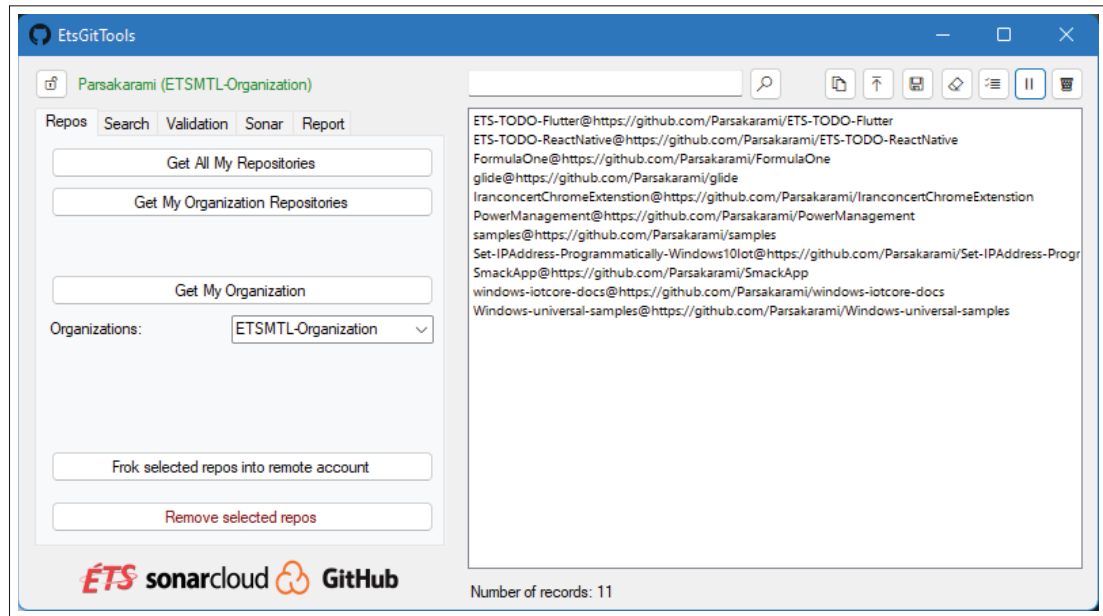 EtsGitTools
Parsakarami (ETSMTL-Organization)
Repos Search Validation Sonar Report
Get All My Repositories
Get My Organization Repositories
Get My Organization
Organizations: ETSMTL-Organization
Frok selected repos into remote account
Remove selected repos
ÉTS sonarcloud GitHub
ETS-TODO-Flutter@https://github.com/Parsakarami/ETS-TODO-Flutter
ETS-TODO-ReactNative@https://github.com/Parsakarami/ETS-TODO-ReactNative
FormulaOne@https://github.com/Parsakarami/FormulaOne
glide@https://github.com/Parsakarami/glide
IranconcertChromeExtenstion@https://github.com/Parsakarami/IranconcertChromeExtenstion
PowerManagement@https://github.com/Parsakarami/PowerManagement
samples@https://github.com/Parsakarami/samples
Set-IPAddress-Programmatically-Windows10Iot@https://github.com/Parsakarami/Set-IPAddress-Progr
SmackApp@https://github.com/Parsakarami/SmackApp
windows-iotcore-docs@https://github.com/Parsakarami/windows-iotcore-docs
Windows-universal-samples@https://github.com/Parsakarami/Windows-universal-samples
Number of records: 11